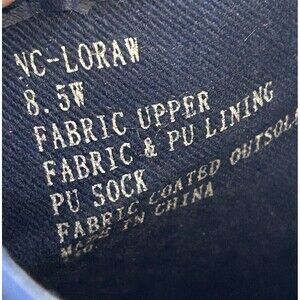 NC-LORAW
8.5W
FABRIC UPPER
FABRIC & PU LINING
PU SOCK
FABRIC COATED OUTSOLE
MADE IN CHINA